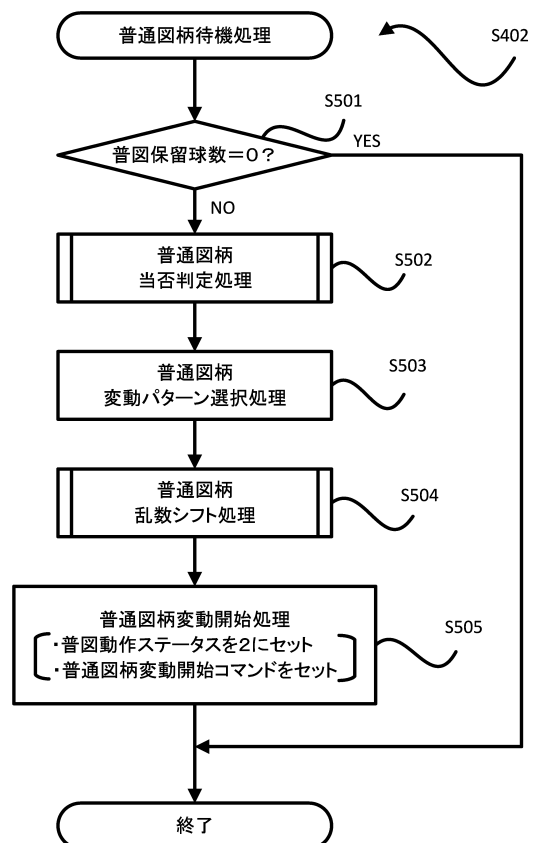 普通図柄待機処理
S402
S501
普図保留球数＝０？
YES
NO
普通図柄
当否判定処理
S502
普通図柄
変動パターン選択処理
S503
普通図柄
乱数シフト処理
S504
普通図柄変動開始処理
・普図動作ステータスを２にセット
・普通図柄変動開始コマンドをセット
S505
終了